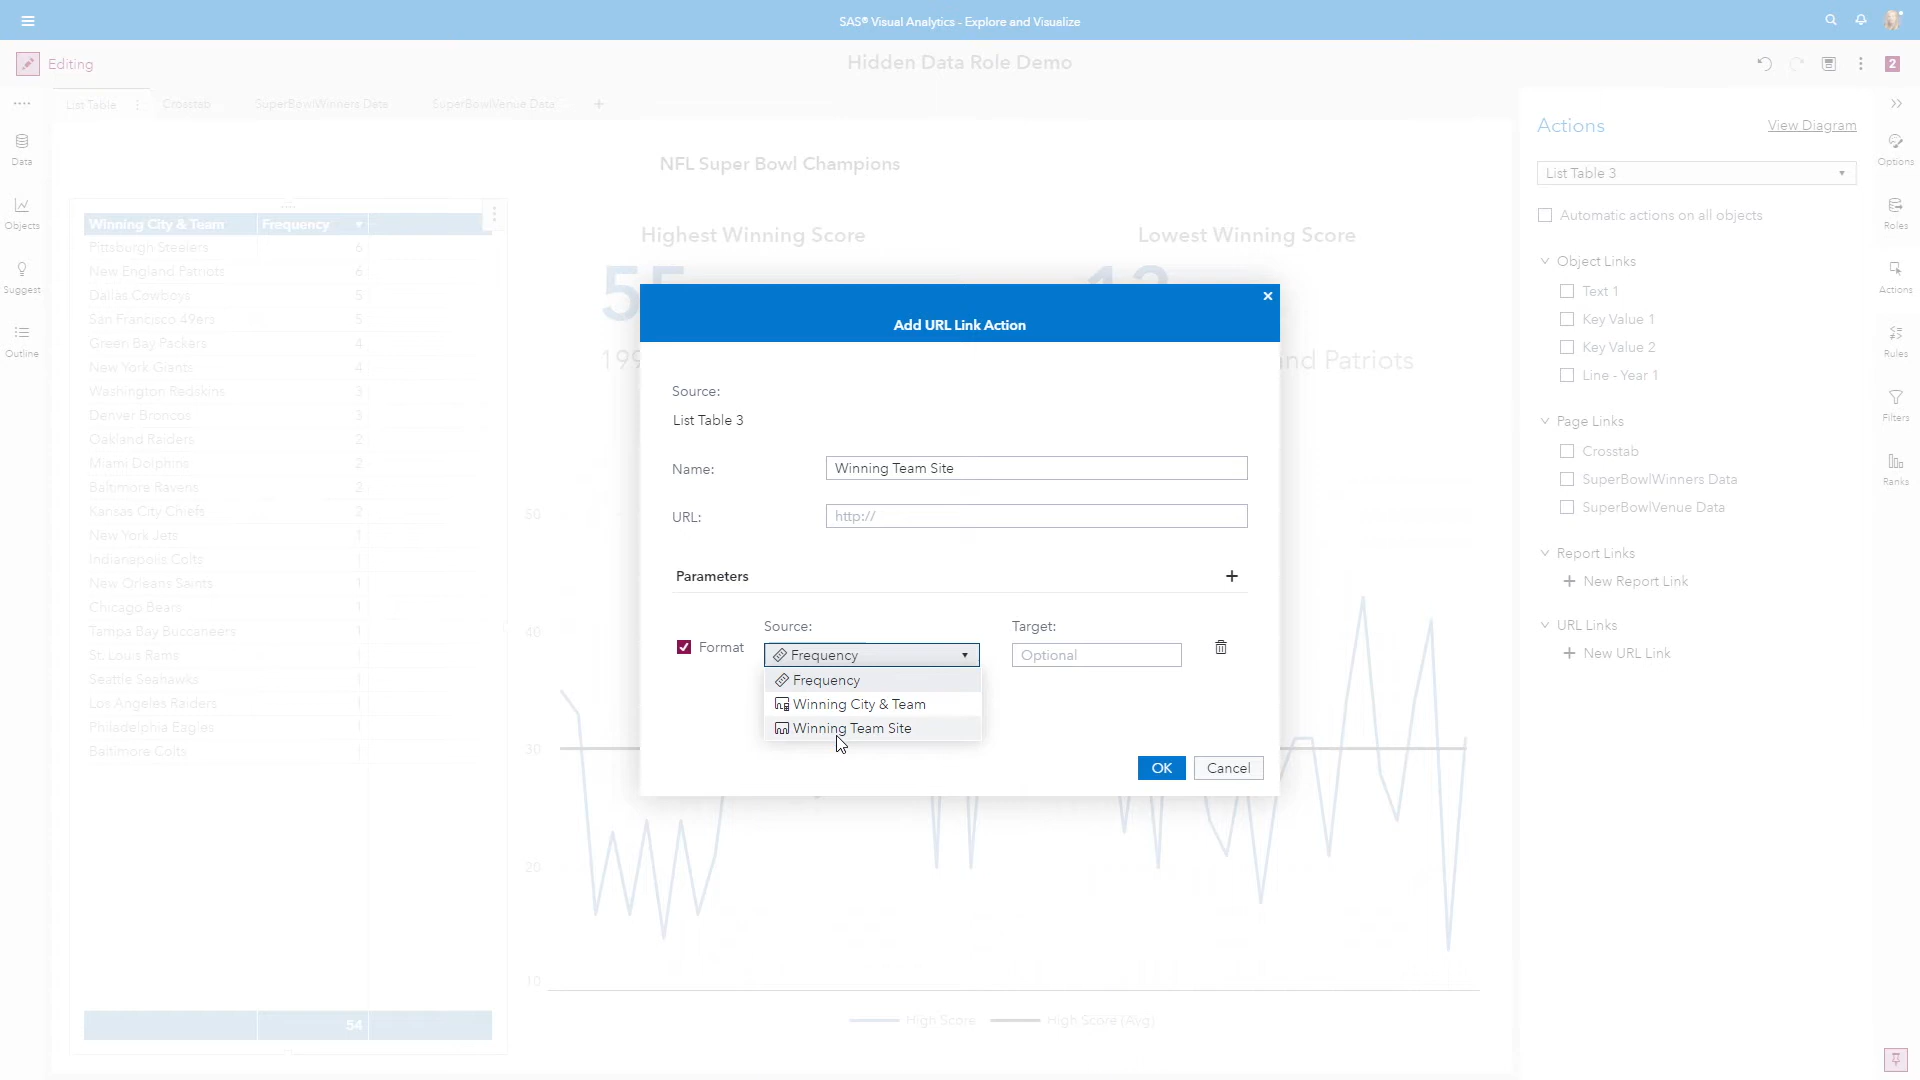 SAS® Visual Analytics - Explore and Visualize
Editing
Hidden Data Role Demo
2
List Table
Crosstab
SuperBowlWinners Data
SuperBowlVenue Data
Data
Objects
Suggest
Outline
NFL Super Bowl Champions
Winning City & Team Frequency
Pittsburgh Steelers 6
New England Patriots 6
Dallas Cowboys 5
San Francisco 49ers 5
Green Bay Packers 4
New York Giants 4
Washington Redskins 3
Denver Broncos 3
Oakland Raiders 2
Miami Dolphins 2
Baltimore Ravens 2
Kansas City Chiefs 2
New York Jets 1
Indianapolis Colts 1
New Orleans Saints 1
Chicago Bears 1
Tampa Bay Buccaneers 1
St. Louis Rams 1
Seattle Seahawks 1
Los Angeles Raiders 1
Philadelphia Eagles 1
Baltimore Colts 1
54
Highest Winning Score
Lowest Winning Score
55
13
199
nd Patriots
50
40
30
20
10
High Score
High Score (Avg)
Add URL Link Action
Source:
List Table 3
Name: Winning Team Site
URL: http://
Parameters
Source:
Target:
Format
Frequency
Optional
Frequency
Winning City & Team
Winning Team Site
OK
Cancel
Actions
View Diagram
List Table 3
Automatic actions on all objects
Object Links
Text 1
Key Value 1
Key Value 2
Line - Year 1
Page Links
Crosstab
SuperBowlWinners Data
SuperBowlVenue Data
Report Links
New Report Link
URL Links
New URL Link
Options
Roles
Actions
Rules
Filters
Ranks